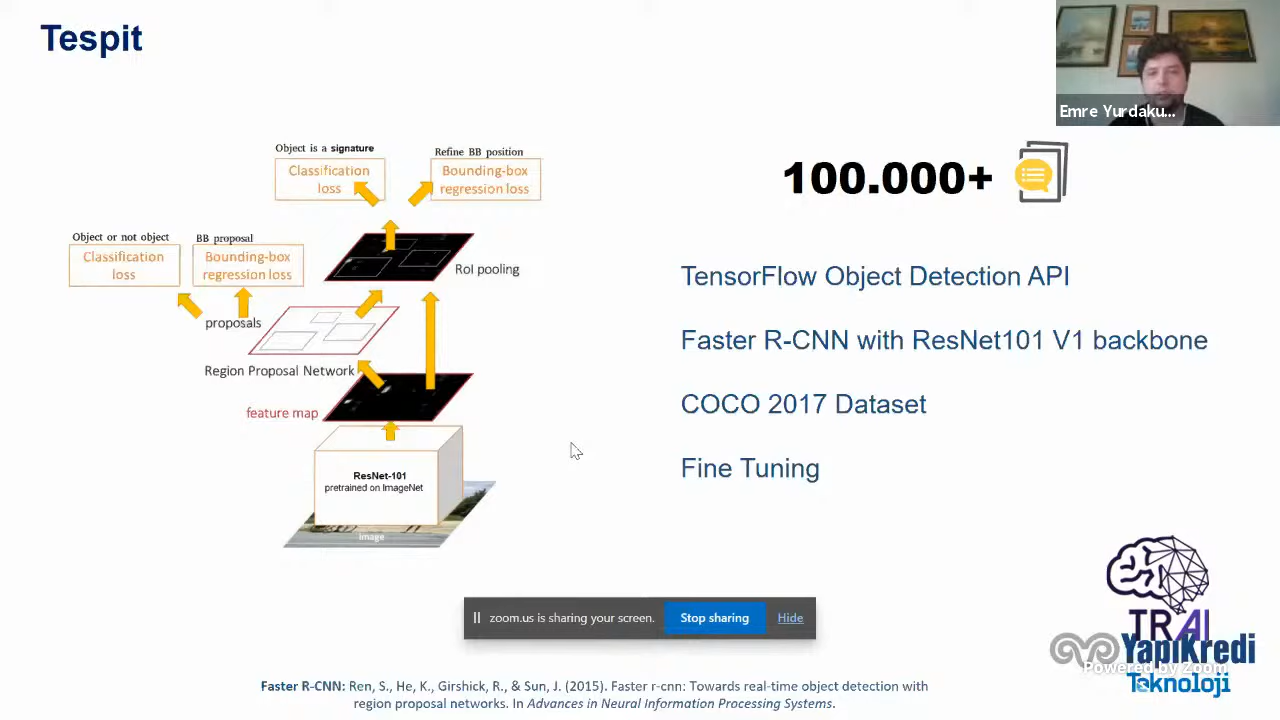 Tespit
Emre Yurdaku...
Object is a signature
Classification
loss
Refine BB position
Bounding-box
regression loss
Object or not object
Classification
loss
BB proposal
Bounding-box
regression loss
RoI pooling
proposals
Region Proposal Network
feature map
ResNet-101
pretrained on ImageNet
image
100.000+
TensorFlow Object Detection API
Faster R-CNN with ResNet101 V1 backbone
COCO 2017 Dataset
Fine Tuning
zoom.us is sharing your screen.
Stop sharing
Hide
TRAI
YapıKredi
Powered by Zoom
Teknoloji
Faster R-CNN: Ren, S., He, K., Girshick, R., & Sun, J. (2015). Faster r-cnn: Towards real-time object detection with
region proposal networks. In Advances in Neural Information Processing Systems.